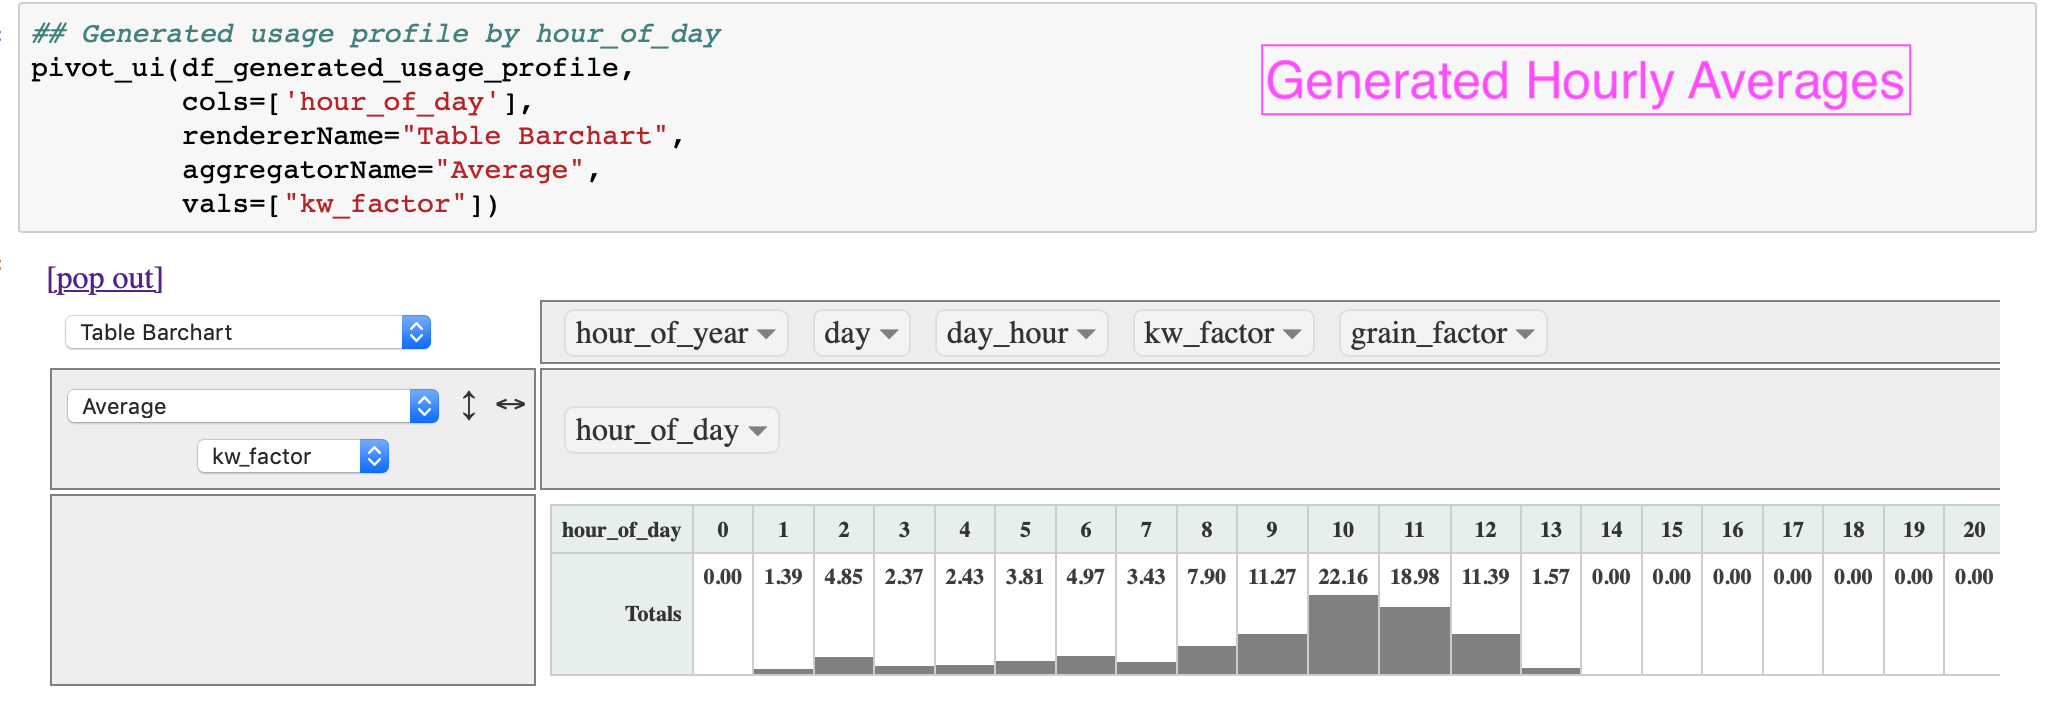 ## Generated usage profile by hour_of_day
pivot_ui(df_generated_usage_profile,
cols=['hour_of_day'],
rendererName="Table Barchart",
aggregatorName="Average",
vals=["kw_factor"])
Generated Hourly Averages
[pop out]
Table Barchart
hour_of_year day day_hour kw_factor grain_factor
Average
kw_factor
hour_of_day
hour_of_day 0 1 2 3 4 5 6 7 8 9 10 11 12 13 14 15 16 17 18 19 20
Totals 0.00 1.39 4.85 2.37 2.43 3.81 4.97 3.43 7.90 11.27 22.16 18.98 11.39 1.57 0.00 0.00 0.00 0.00 0.00 0.00 0.00